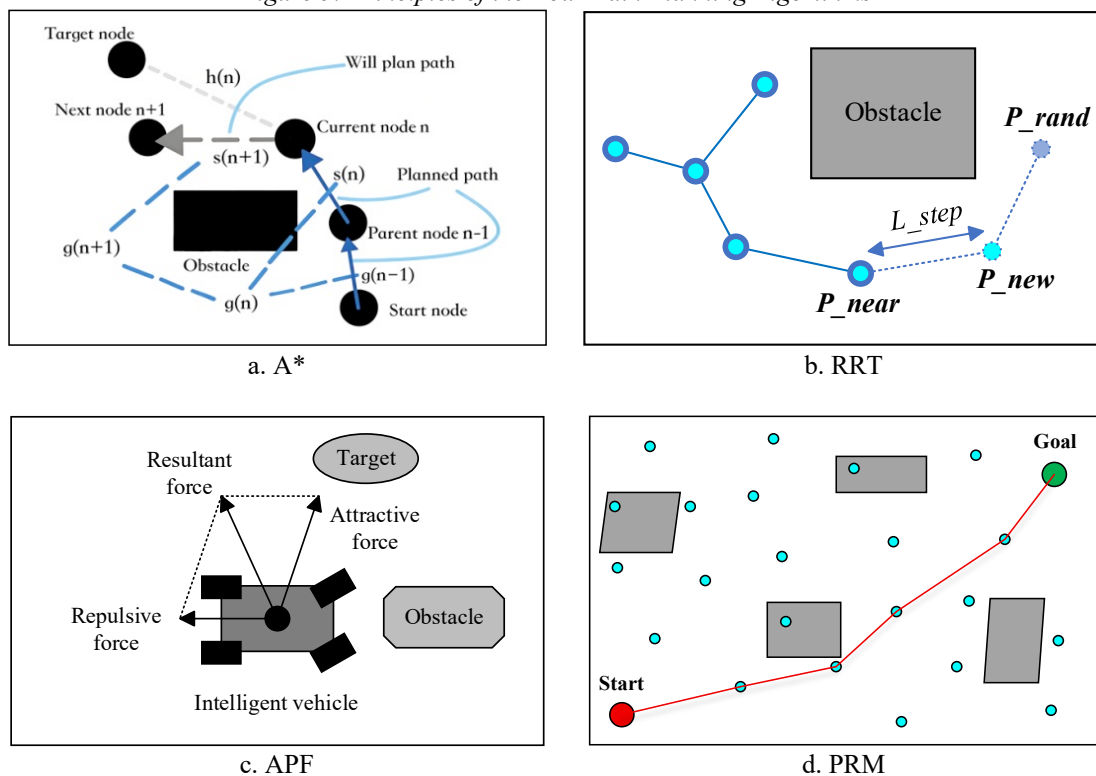 Target node
h(n)
Will plan path
Next node n+1
Current node n
s(n+1)
s(n)
Planned path
g(n+1)
Obstacle
Parent node n-1
g(n-1)
g(n)
Start node
a. A*
Obstacle
P_rand
L_step
P_near
P_new
b. RRT
Resultant
force
Target
Attractive
force
Repulsive
force
Obstacle
Intelligent vehicle
c. APF
Goal
Start
d. PRM